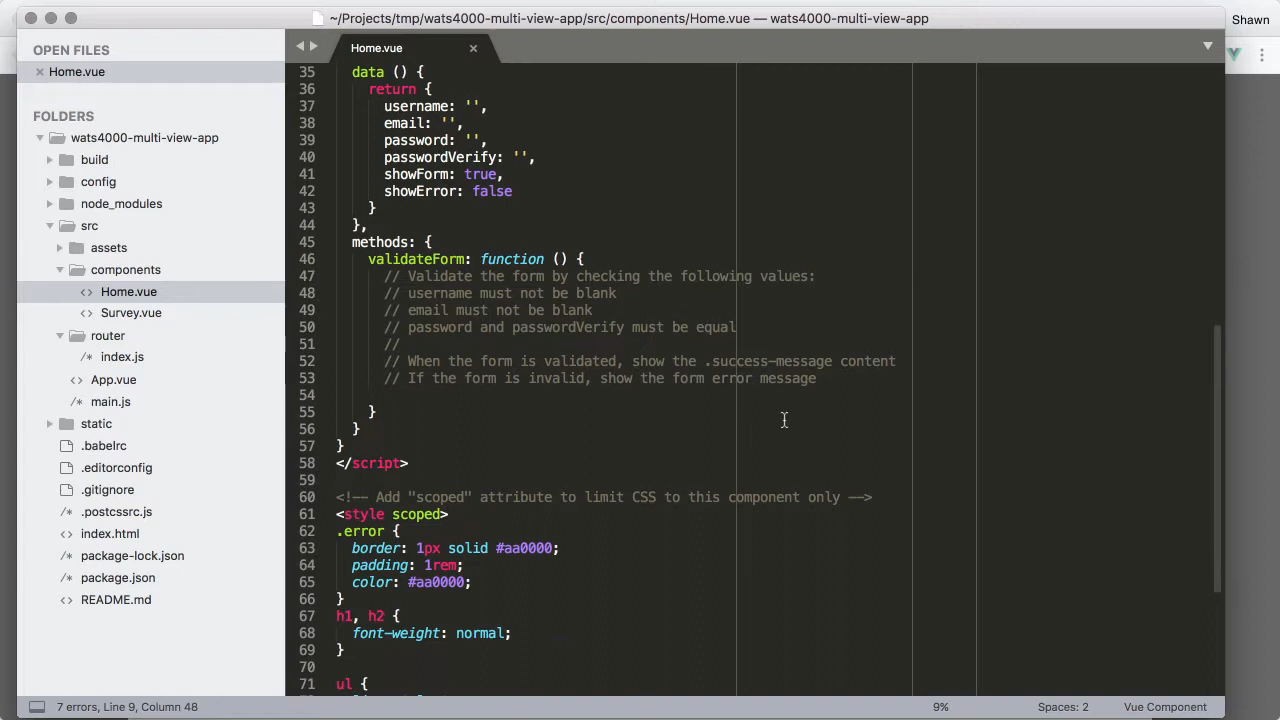 ~/Projects/tmp/wats4000-multi-view-app/src/components/Home.vue — wats4000-multi-view-app
Shawn
OPEN FILES
Home.vue
FOLDERS
wats4000-multi-view-app
build
config
node_modules
src
assets
components
Home.vue
Survey.vue
router
index.js
App.vue
main.js
static
.babelrc
.editorconfig
.gitignore
.postcssrc.js
index.html
package-lock.json
package.json
README.md
Home.vue
35 data () {
36 return {
37 username: '',
38 email: '',
39 password: '',
40 passwordVerify: '',
41 showForm: true,
42 showError: false
43 }
44 },
45 methods: {
46 validateForm: function () {
47 // Validate the form by checking the following values:
48 // username must not be blank
49 // email must not be blank
50 // password and passwordVerify must be equal
51 //
52 // When the form is validated, show the .success-message content
53 // If the form is invalid, show the form error message
54
55 }
56 }
57 }
58 </script>
59
60 <!-- Add "scoped" attribute to limit CSS to this component only -->
61 <style scoped>
62 .error {
63 border: 1px solid #aa0000;
64 padding: 1rem;
65 color: #aa0000;
66 }
67 h1, h2 {
68 font-weight: normal;
69 }
70
71 ul {
7 errors, Line 9, Column 48
9%
Spaces: 2
Vue Component